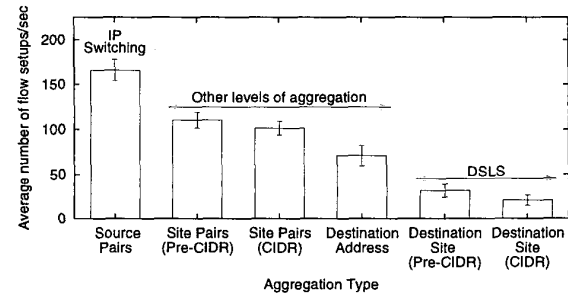 Average number of flow setups/sec
200
150
100
50
0
IP
Switching
Other levels of aggregation
DSLS
Source
Pairs
Site Pairs
(Pre-CIDR)
Site Pairs
(CIDR)
Destination
Address
Destination
Site
(Pre-CIDR)
Destination
Site
(CIDR)
Aggregation Type